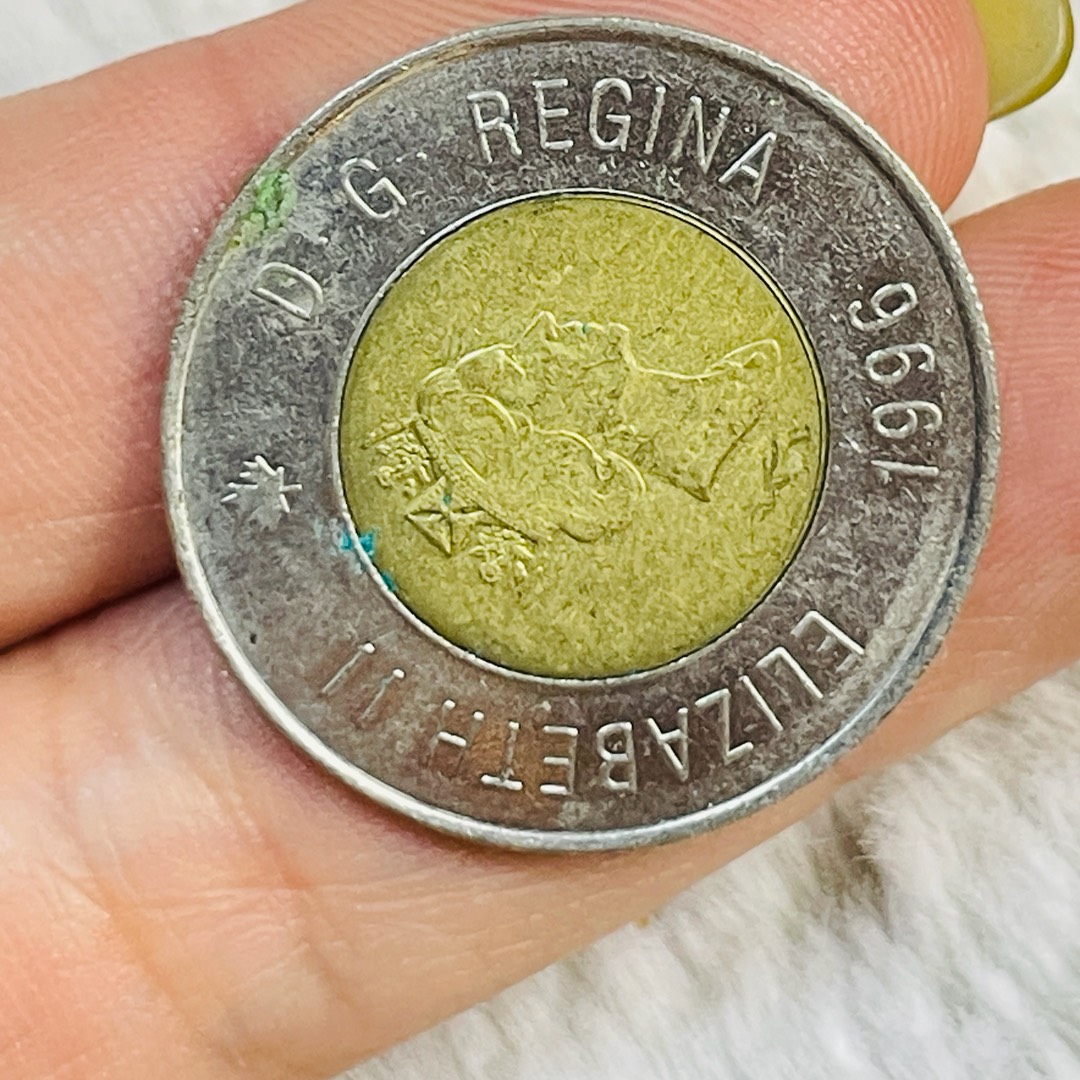 ELIZABETH II
D G REGINA
1996